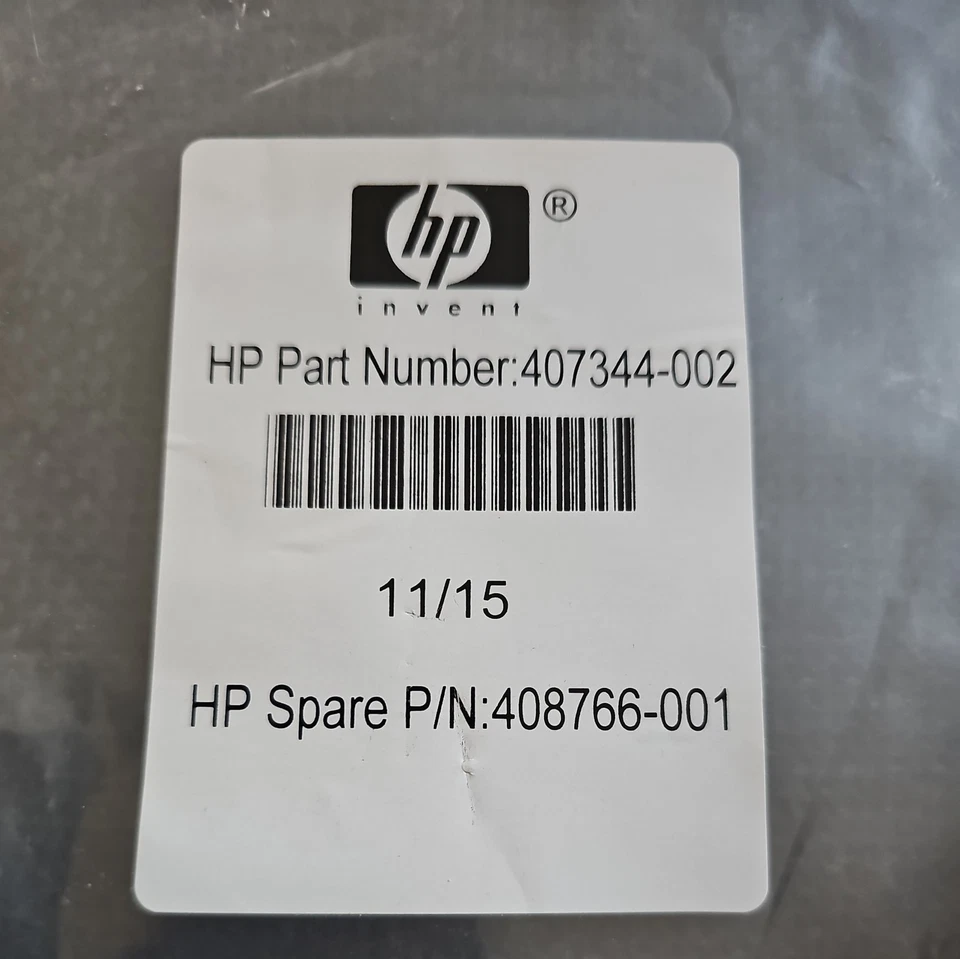 hp ®
invent
HP Part Number:407344-002
11/15
HP Spare P/N:408766-001